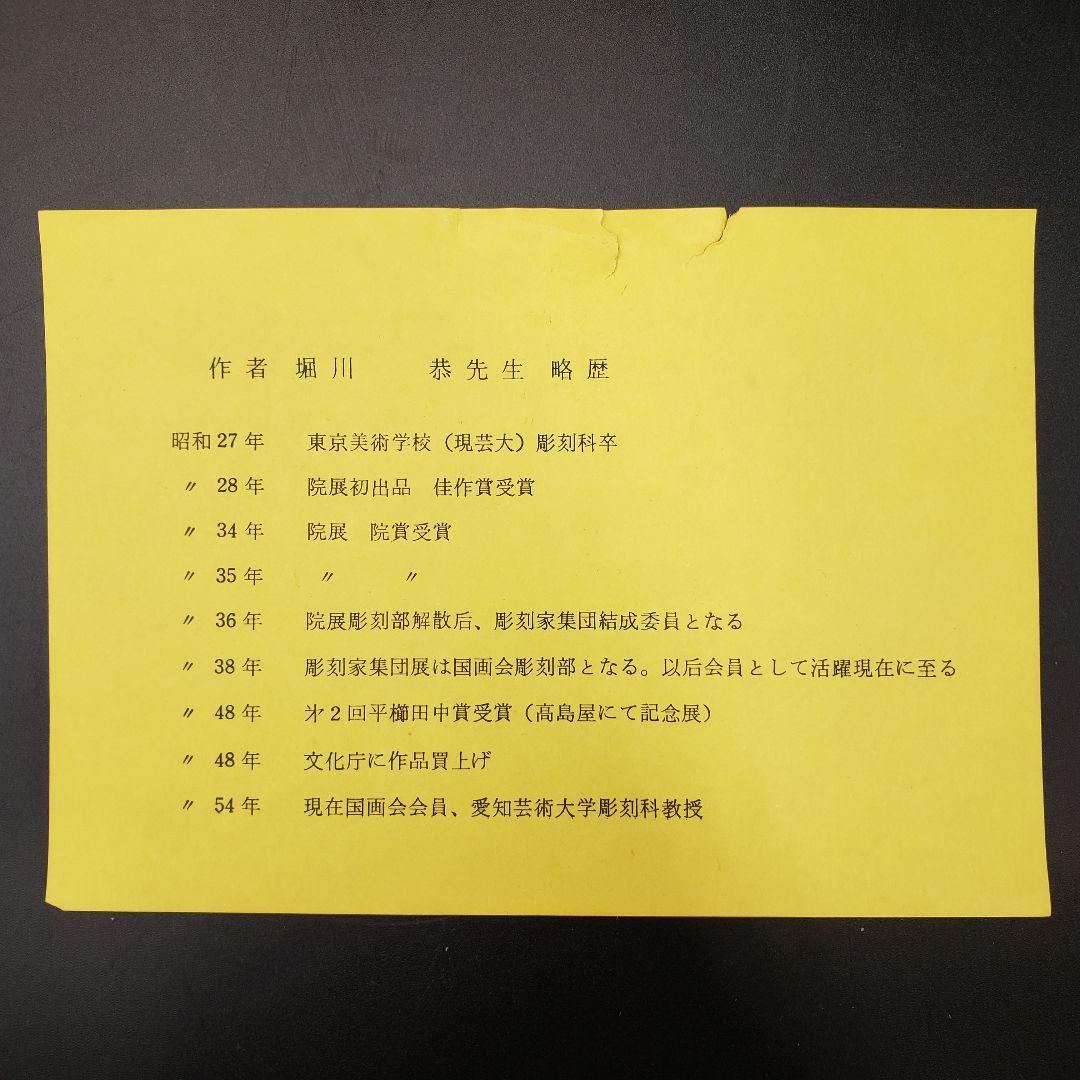 作者 堀川　　恭先生 略歴
昭和27年　東京美術学校（現芸大）彫刻科卒
〃 28年　院展初出品　佳作賞受賞
〃 34年　院展　院賞受賞
〃 35年　〃　　〃
〃 36年　院展彫刻部解散后、彫刻家集団結成委員となる
〃 38年　彫刻家集団展は国画会彫刻部となる。以后会員として活躍現在に至る
〃 48年　㐧2回平櫛田中賞受賞（高島屋にて記念展）
〃 48年　文化庁に作品買上げ
〃 54年　現在国画会会員、愛知芸術大学彫刻科教授